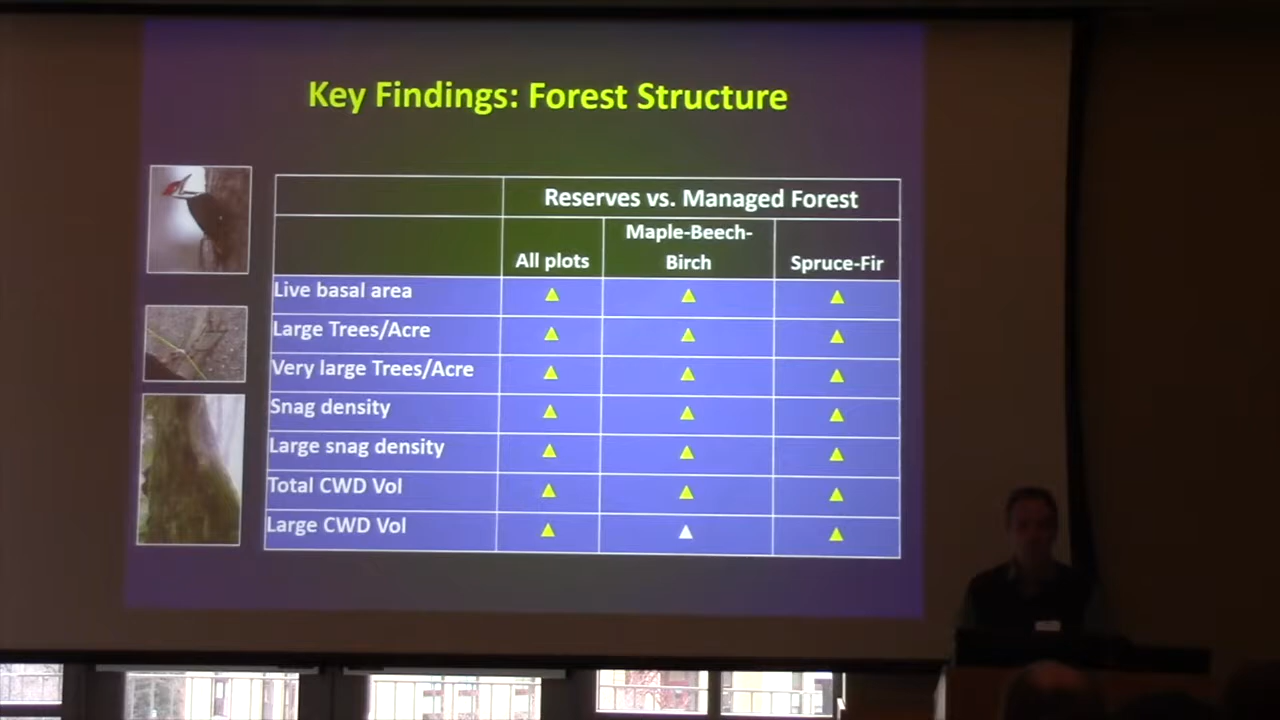 Key Findings: Forest Structure
Reserves vs. Managed Forest
All plots
Maple-Beech-
Birch
Spruce-Fir
Live basal area
Large Trees/Acre
Very large Trees/Acre
Snag density
Large snag density
Total CWD Vol
Large CWD Vol